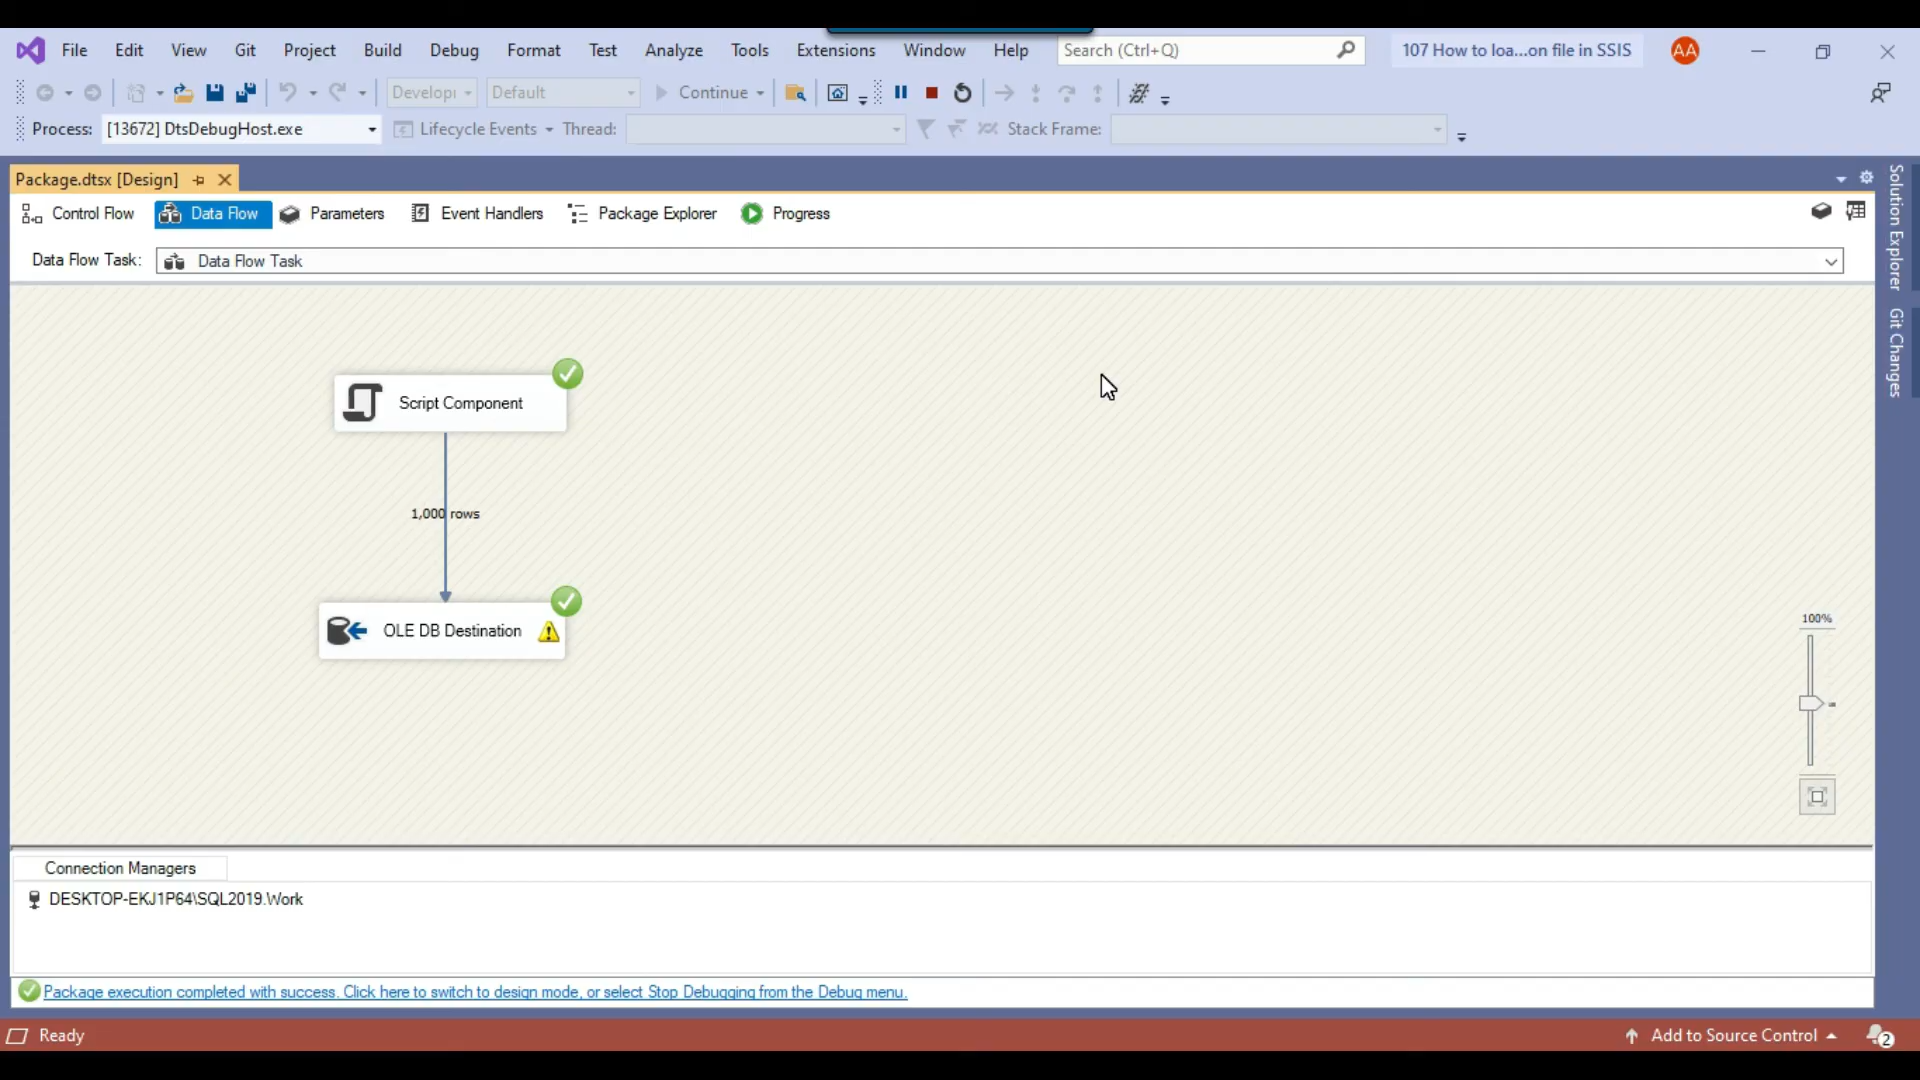 File Edit View Git Project Build Debug Format Test Analyze Tools Extensions Window Help Search (Ctrl+Q) 107 How to loa...on file in SSIS AA
Developi Default Continue
Process: [13672] DtsDebugHost.exe Lifecycle Events Thread: Stack Frame:
Package.dtsx [Design]
Control Flow Data Flow Parameters Event Handlers Package Explorer Progress
Data Flow Task: Data Flow Task
Solution Explorer
Git Changes
Script Component
1,000 rows
OLE DB Destination
100%
Connection Managers
DESKTOP-EKJ1P64\SQL2019.Work
Package execution completed with success. Click here to switch to design mode, or select Stop Debugging from the Debug menu.
Ready Add to Source Control 2